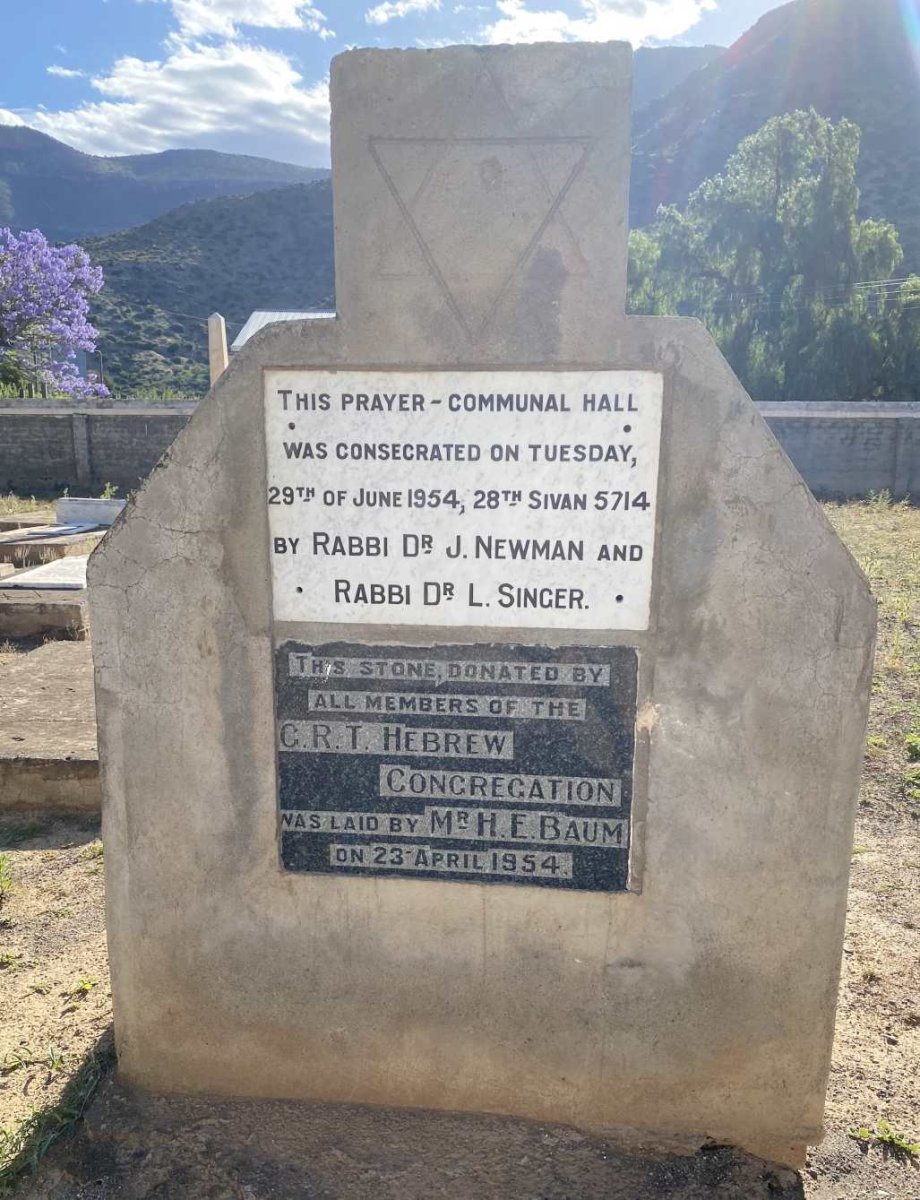 THIS PRAYER - COMMUNAL HALL
WAS CONSECRATED ON TUESDAY,
29TH OF JUNE 1954, 28TH SIVAN 5714
BY RABBI DR J. NEWMAN AND
RABBI DR L. SINGER.
THIS STONE, DONATED BY
ALL MEMBERS OF THE
G.R.T. HEBREW
CONGREGATION
WAS LAID BY MR H. E. BAUM
ON 23RD APRIL 1954.